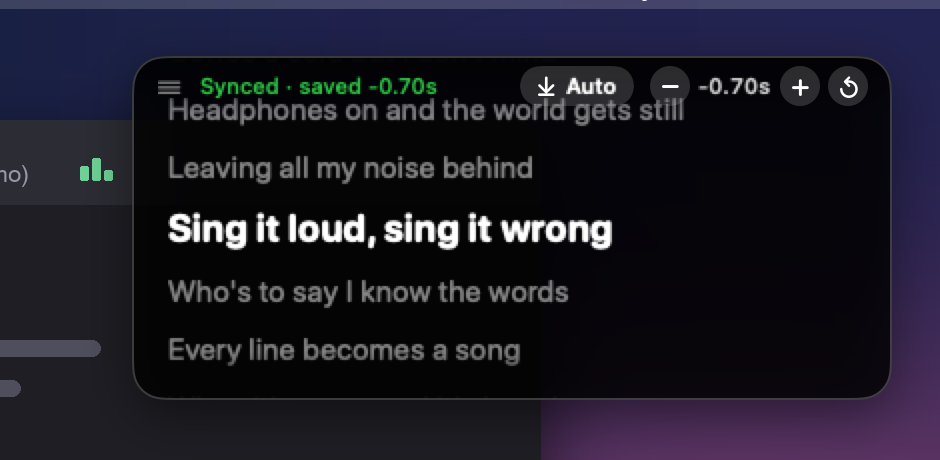 Synced · saved -0.70s
Auto
-0.70s
Headphones on and the world gets still
Leaving all my noise behind
Sing it loud, sing it wrong
Who's to say I know the words
Every line becomes a song